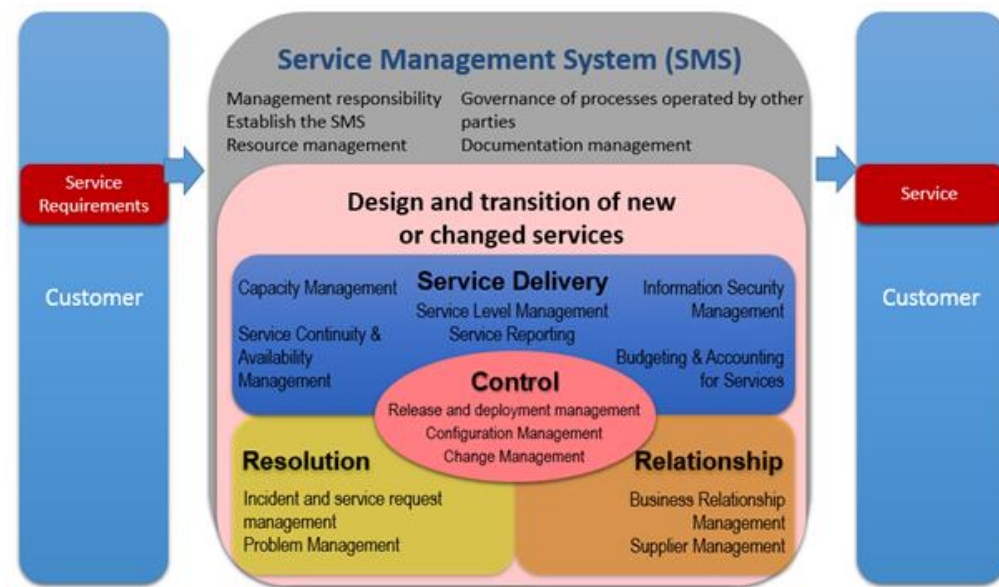 Service Management System (SMS)
Management responsibility
Establish the SMS
Resource management
Governance of processes operated by other
parties
Documentation management
Service
Requirements
Customer
Design and transition of new
or changed services
Service Delivery
Capacity Management
Service Continuity &
Availability
Management
Service Level Management
Service Reporting
Information Security
Management
Budgeting & Accounting
for Services
Control
Release and deployment management
Configuration Management
Change Management
Resolution
Incident and service request
management
Problem Management
Relationship
Business Relationship
Management
Supplier Management
Service
Customer